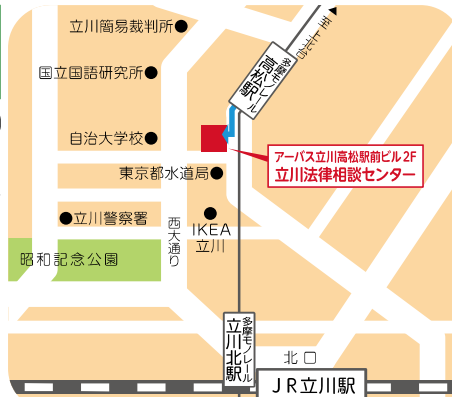 立川簡易裁判所
至上北台
多摩モノレール
高松駅
国立国語研究所
自治大学校
アーバス立川高松駅前ビル2F
立川法律相談センター
東京都水道局
立川警察署
西大通り
IKEA
立川
昭和記念公園
多摩モノレール
立川北駅
北口
JR立川駅